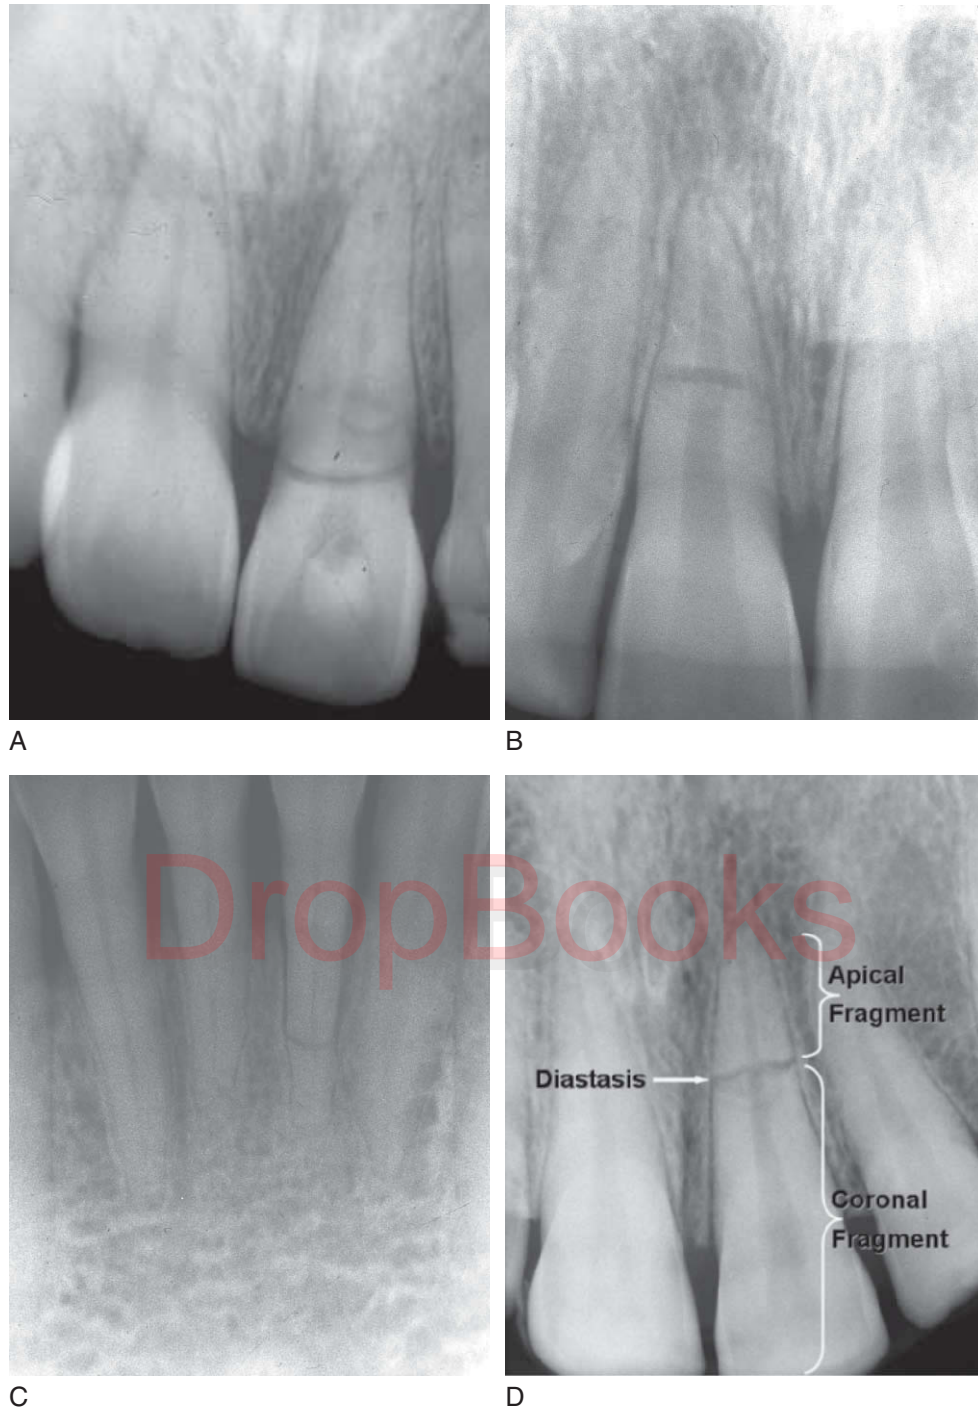 A
B
DropBooks
Apical
Fragment
Diastasis
Coronal
Fragment
C
D